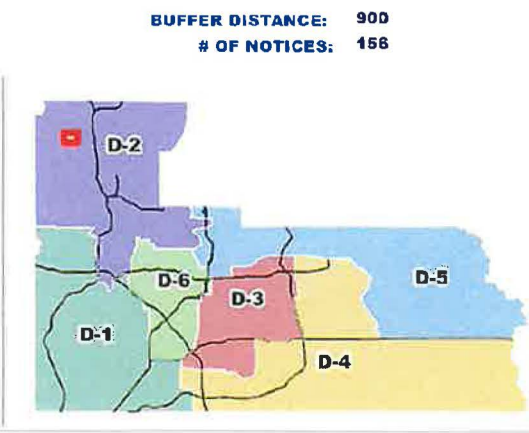 BUFFER DISTANCE: 900
# OF NOTICES: 156
D-2
D-5
D-6
D-3
D-1
D-4